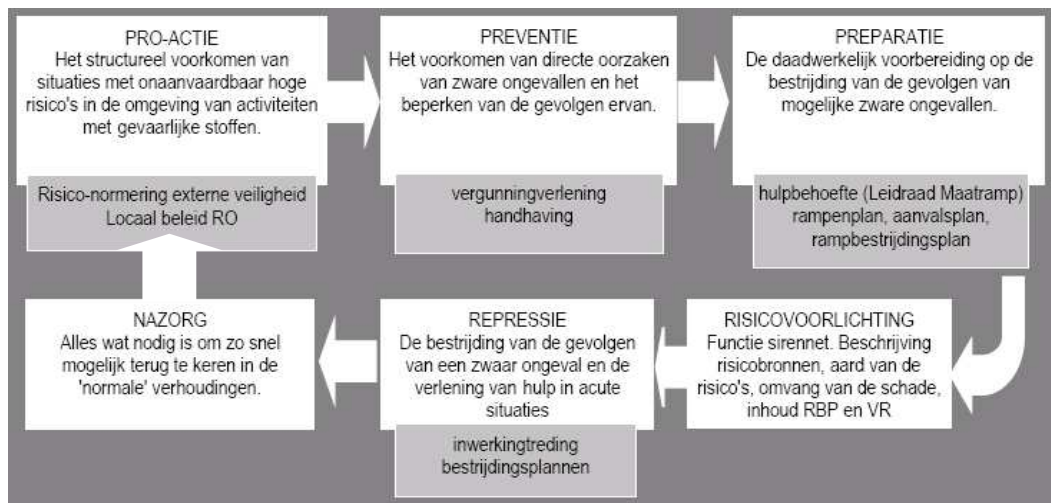 PRO-ACTIE
Het structureel voorkomen van
situaties met onaanvaardbaar hoge
risico's in de omgeving van activiteiten
met gevaarlijke stoffen.
Risico-normering externe veiligheid
Locaal beleid RO
PREVENTIE
Het voorkomen van directe oorzaken
van zware ongevallen en het
beperken van de gevolgen ervan.
vergunningverlening
handhaving
PREPARATIE
De daadwerkelijk voorbereiding op de
bestrijding van de gevolgen van
mogelijke zware ongevallen.
hulpbehoefte (Leidraad Maatramp)
rampenplan, aanvalsplan,
rampbestrijdingsplan
RISICOVOORLICHTING
Functie sirennet. Beschrijving
risicobronnen, aard van de
risico's, omvang van de schade,
inhoud RBP en VR
REPRESSIE
De bestrijding van de gevolgen
van een zwaar ongeval en de
verlening van hulp in acute
situaties
inwerkingtreding
bestrijdingsplannen
NAZORG
Alles wat nodig is om zo snel
mogelijk terug te keren in de
'normale' verhoudingen.